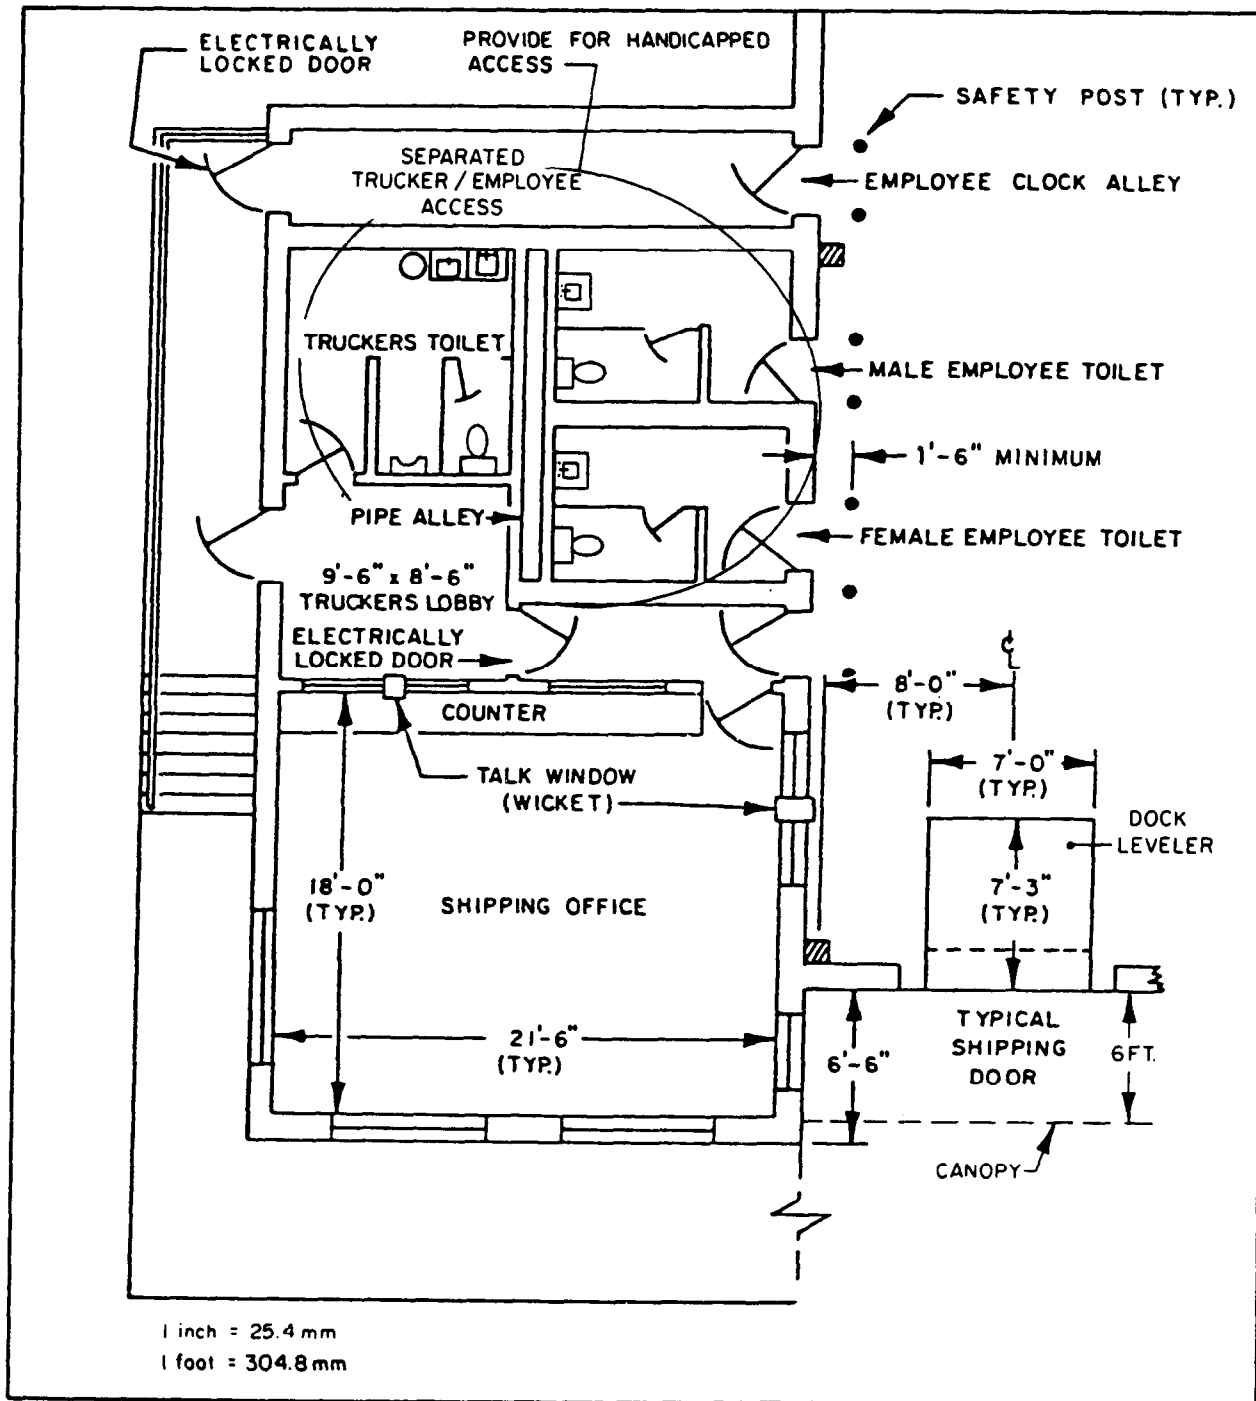 ELECTRICALLY
LOCKED DOOR
PROVIDE FOR HANDICAPPED
ACCESS
SAFETY POST (TYP.)
SEPARATED
TRUCKER / EMPLOYEE
ACCESS
EMPLOYEE CLOCK ALLEY
TRUCKERS TOILET
MALE EMPLOYEE TOILET
1'-6" MINIMUM
PIPE ALLEY
FEMALE EMPLOYEE TOILET
9'-6" x 8'-6"
TRUCKERS LOBBY
ELECTRICALLY
LOCKED DOOR
℄
8'-0"
(TYP.)
COUNTER
7'-0"
(TYP.)
TALK WINDOW
(WICKET)
DOCK
LEVELER
18'-0"
(TYP.)
SHIPPING OFFICE
7'-3"
(TYP.)
21'-6"
(TYP.)
6'-6"
TYPICAL
SHIPPING
DOOR
6 FT.
CANOPY
1 inch = 25.4 mm
1 foot = 304.8 mm